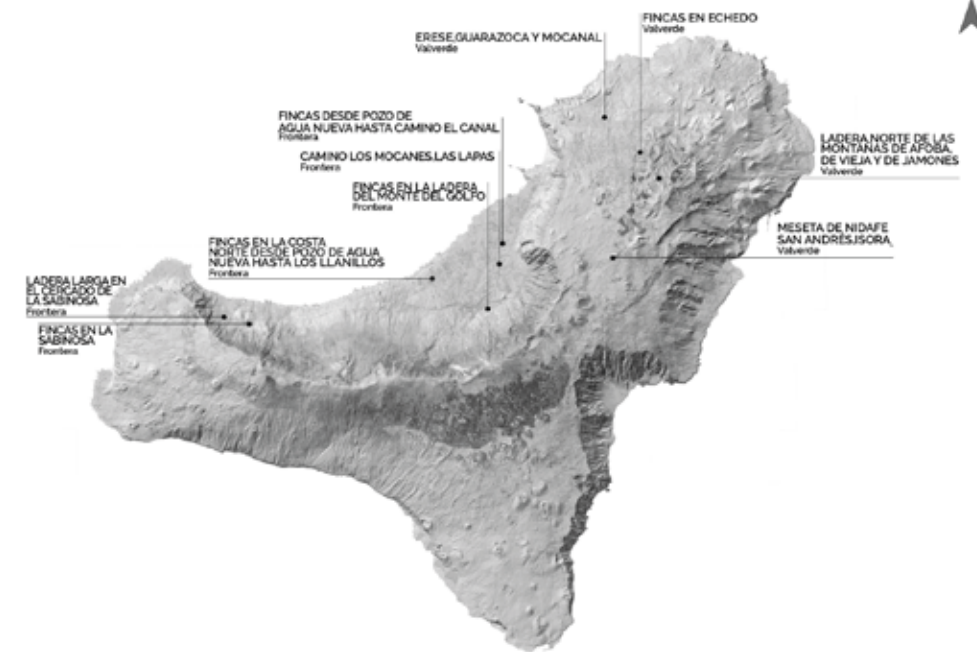 FINCAS EN ECHEDO
Valverde
ERESE,GUARAZOCA Y MOCANAL
Valverde
FINCAS DESDE POZO DE
AGUA NUEVA HASTA CAMINO EL CANAL
Frontera
CAMINO LOS MOCANES.LAS LAPAS
Frontera
FINCAS EN LA LADERA
DEL MONTE DEL GOLFO
Frontera
LADERA NORTE DE LAS
MONTAÑAS DE AFOBA,
DE VIEJA Y DE JAMONES
Valverde
MESETA DE NIDAFE
SAN ANDRÉS,ISORA
Valverde
FINCAS EN LA COSTA
NORTE DESDE POZO DE AGUA
NUEVA HASTA LOS LLANILLOS
Frontera
LADERA LARGA EN
EL CERCADO DE
LA SABINOSA
Frontera
FINCAS EN LA
SABINOSA
Frontera